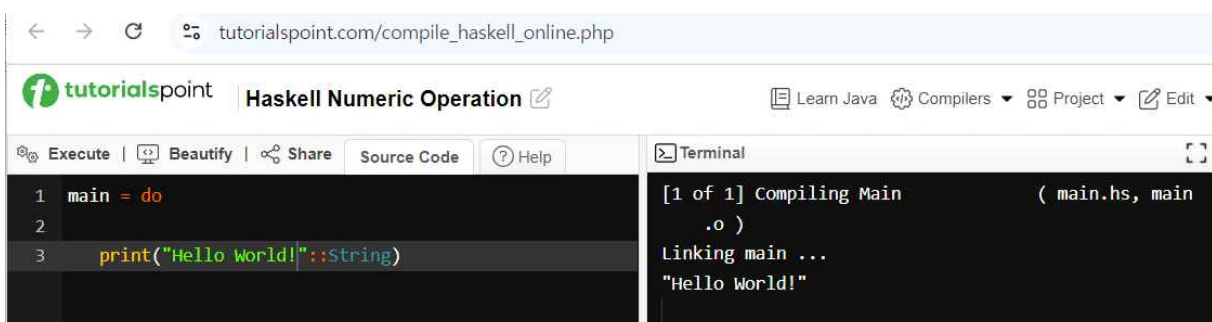 tutorialspoint.com/compile_haskell_online.php
tutorialspoint Haskell Numeric Operation Learn Java Compilers Project Edit
Execute | Beautify | Share Source Code Help Terminal
1 main = do
2
3 print("Hello World!"::String)
[1 of 1] Compiling Main ( main.hs, main
.o )
Linking main ...
"Hello World!"